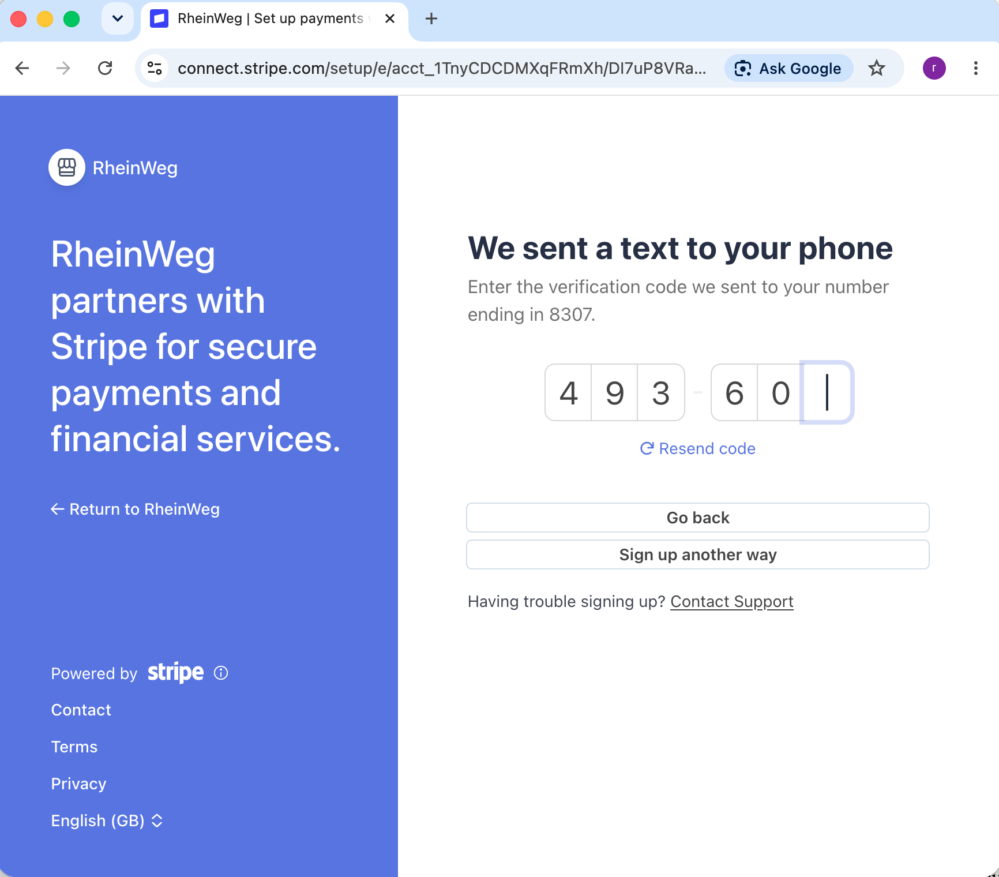 RheinWeg | Set up payments
connect.stripe.com/setup/e/acct_1TnyCDCDMXqFRmXh/DI7uP8VRa...
Ask Google
r
RheinWeg
RheinWeg
partners with
Stripe for secure
payments and
financial services.
Return to RheinWeg
Powered by stripe
Contact
Terms
Privacy
English (GB)
We sent a text to your phone
Enter the verification code we sent to your number
ending in 8307.
4 9 3 - 6 0
Resend code
Go back
Sign up another way
Having trouble signing up? Contact Support